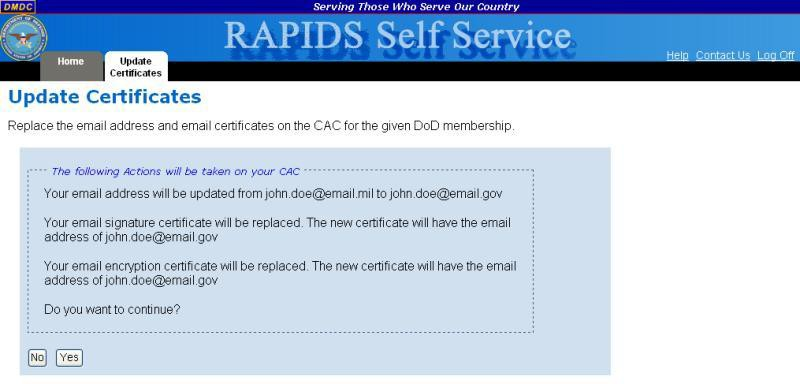 DMDC
Serving Those Who Serve Our Country
RAPIDS Self Service
Help Contact Us Log Off
Home
Update
Certificates
Update Certificates
Replace the email address and email certificates on the CAC for the given DoD membership.
The following Actions will be taken on your CAC
Your email address will be updated from john.doe@email.mil to john.doe@email.gov
Your email signature certificate will be replaced. The new certificate will have the email
address of john.doe@email.gov
Your email encryption certificate will be replaced. The new certificate will have the email
address of john.doe@email.gov
Do you want to continue?
No Yes